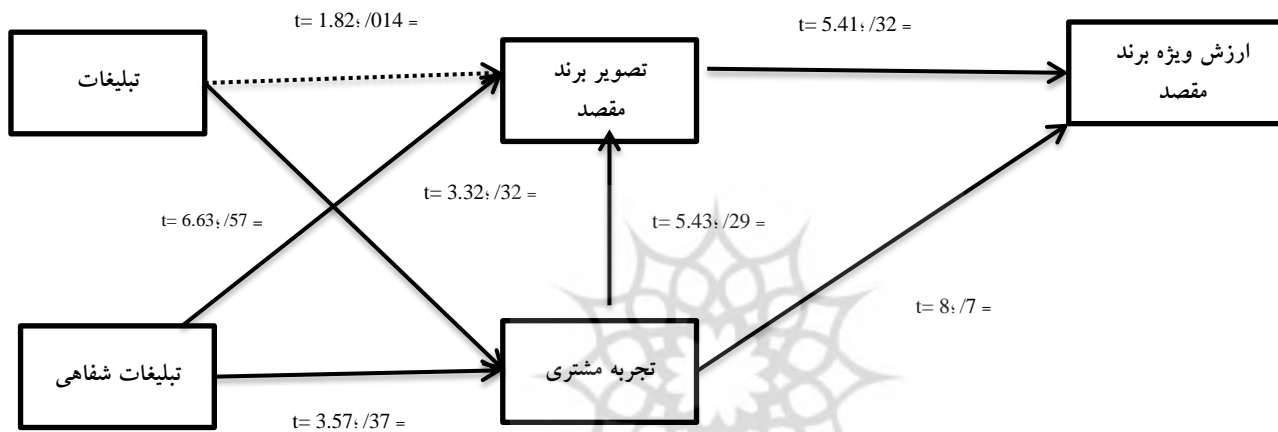 t= 1.82؛ /014 =
t= 5.41؛ /32 =
تبلیغات
تصویر برند
مقصد
ارزش ویژه برند
مقصد
t= 6.63؛ /57 =
t= 3.32؛ /32 =
t= 5.43؛ /29 =
t= 8؛ /7 =
تبلیغات شفاهی
تجربه مشتری
t= 3.57؛ /37 =